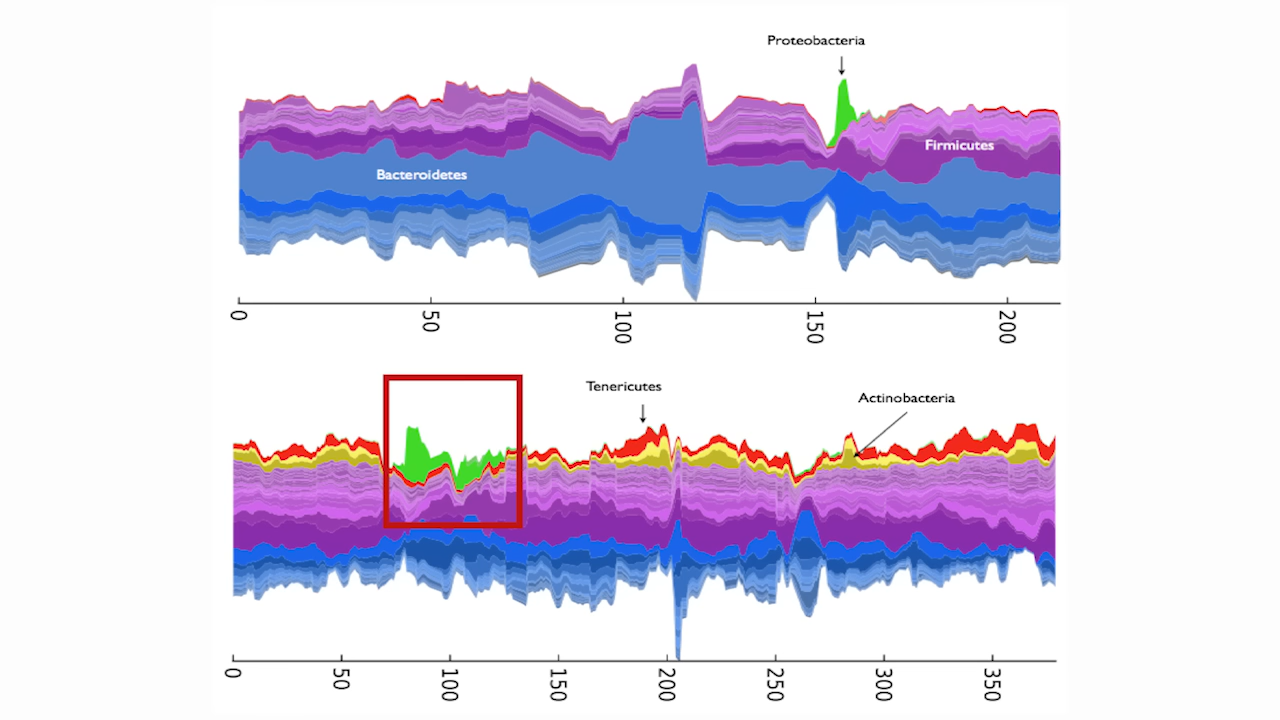 Proteobacteria
Firmicutes
Bacteroidetes
0 50 100 150 200
Tenericutes
Actinobacteria
0 50 100 150 200 250 300 350